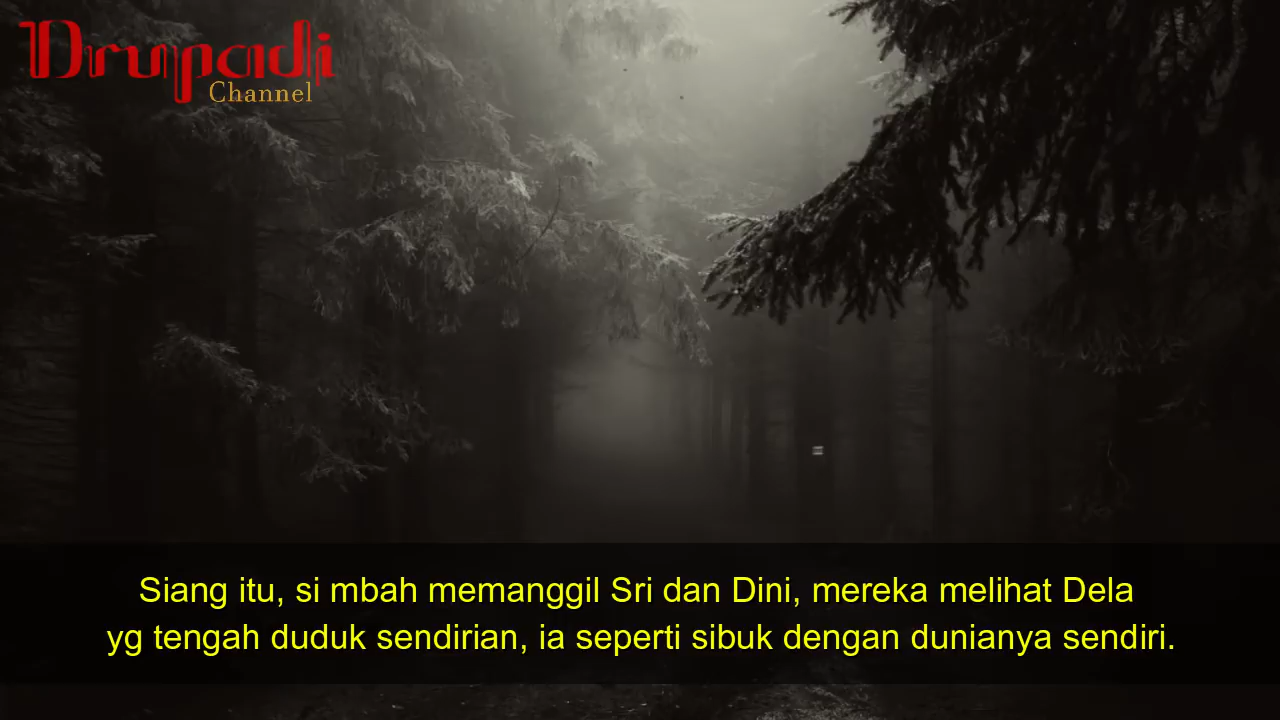 Drupadi
Channel
Siang itu, si mbah memanggil Sri dan Dini, mereka melihat Dela
yg tengah duduk sendirian, ia seperti sibuk dengan dunianya sendiri.